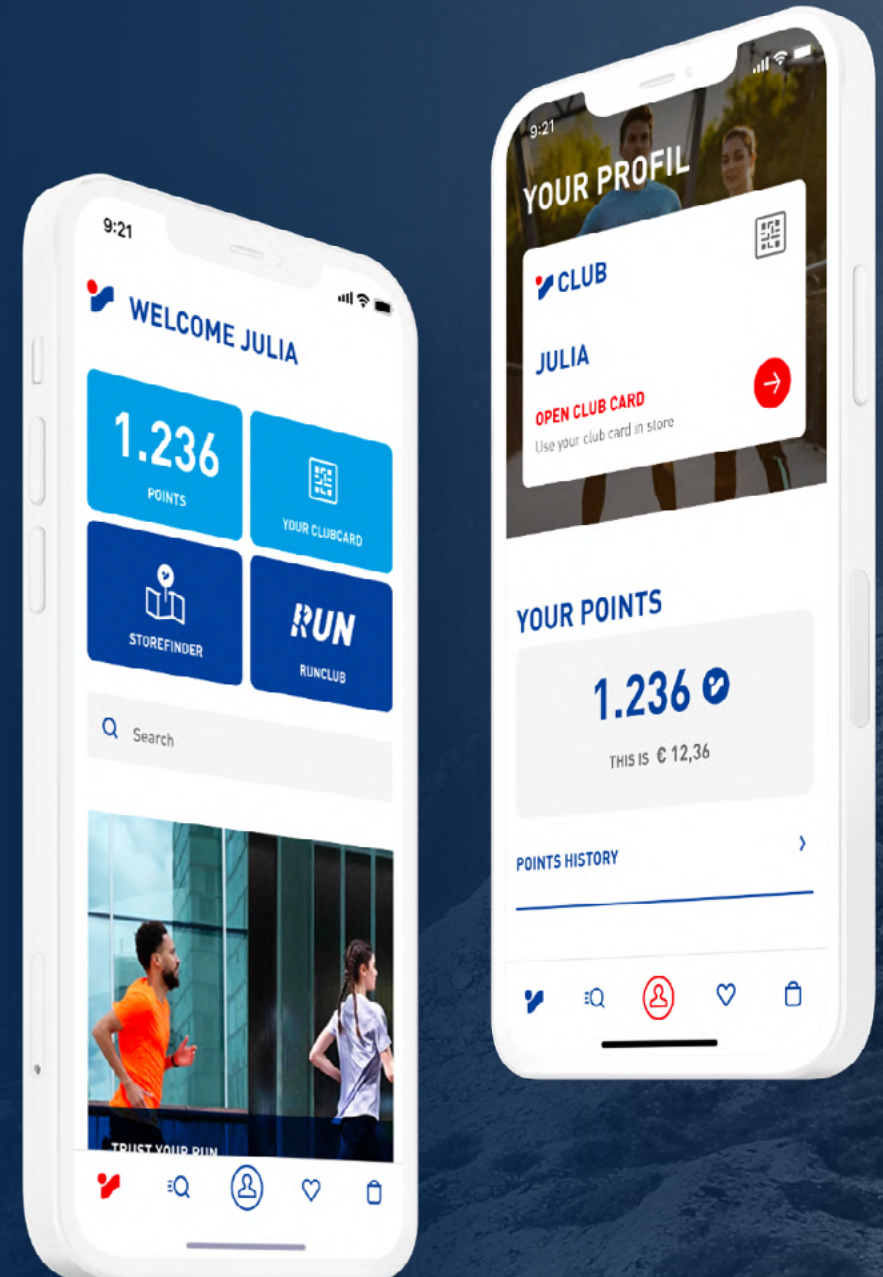 9:21
WELCOME JULIA
1.236
POINTS
YOUR CLUBCARD
STOREFINDER
RUN
RUNCLUB
Search
TRUST YOUR RUN
9:21
YOUR PROFIL
CLUB
JULIA
OPEN CLUB CARD
Use your club card in store
YOUR POINTS
1.236
THIS IS € 12,36
POINTS HISTORY